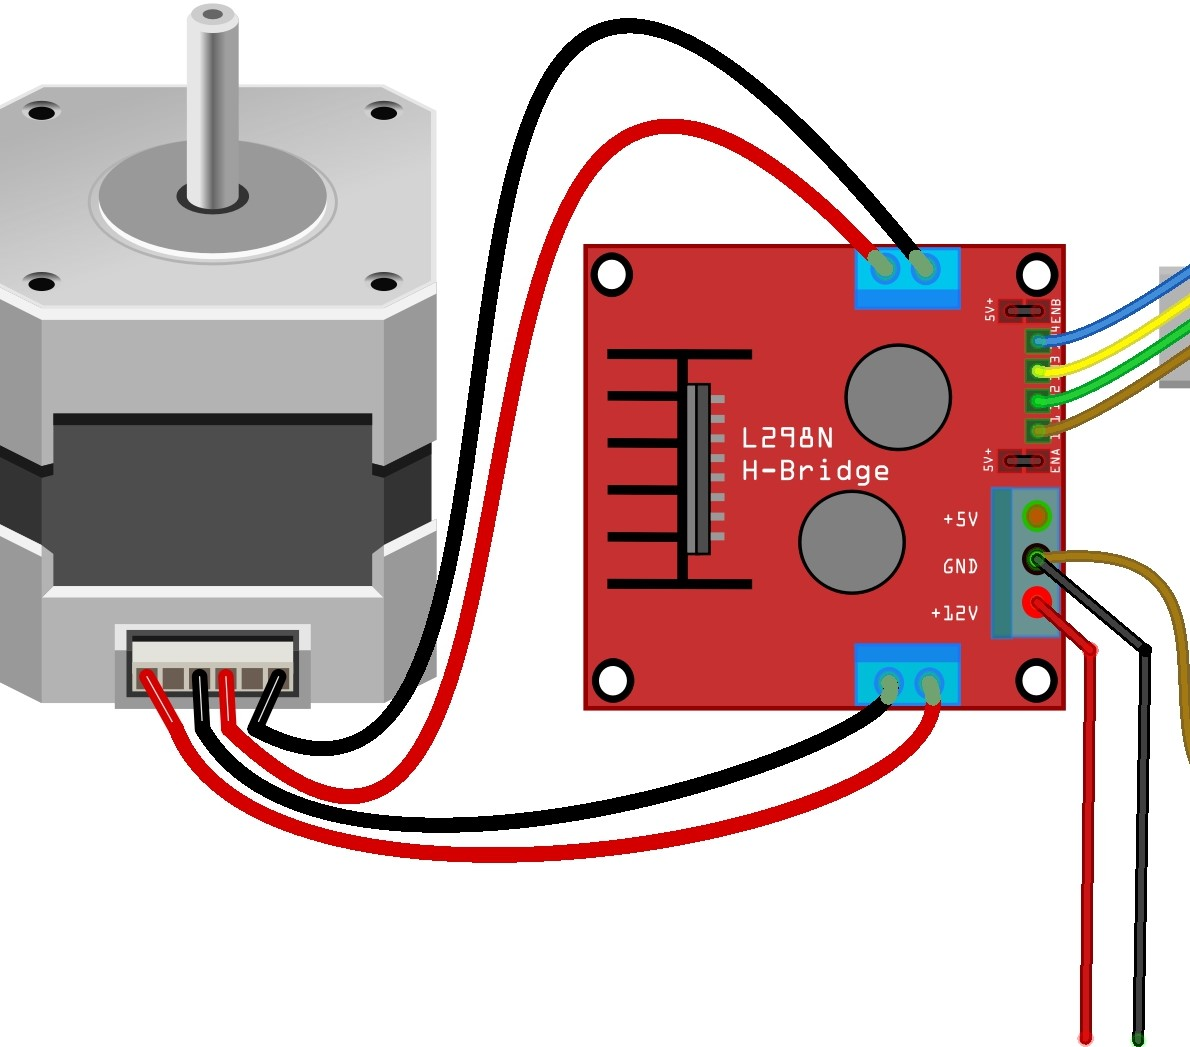 5V+
ENB
L298N
H-Bridge
5V+
ENA
+5V
GND
+12V